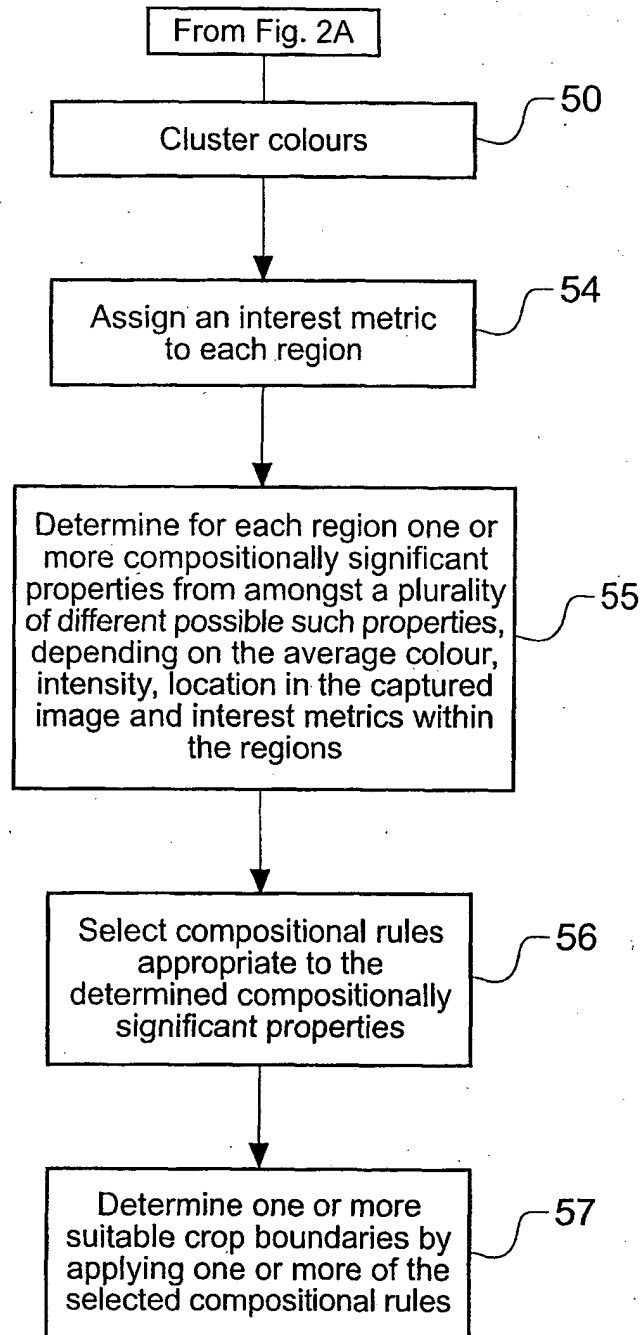 From Fig. 2A
50
Cluster colours
54
Assign an interest metric
to each region
Determine for each region one or
more compositionally significant
properties from amongst a plurality
of different possible such properties,
depending on the average colour,
intensity, location in the captured
image and interest metrics within
the regions
55
Select compositional rules
appropriate to the
determined compositionally
significant properties
56
Determine one or more
suitable crop boundaries by
applying one or more of the
selected compositional rules
57